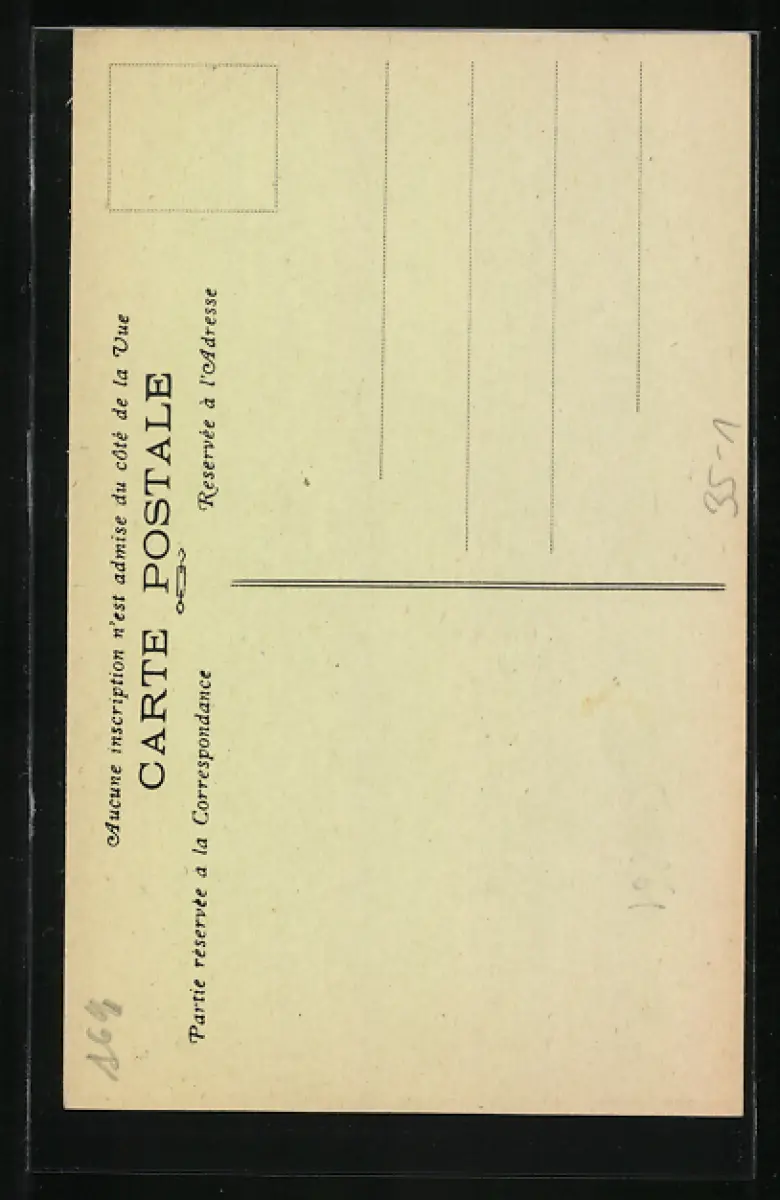 Aucune inscription n'est admise du côté de la Vue
CARTE POSTALE
Partie réservée à la Correspondance
Reservée à l'Adresse
35-1